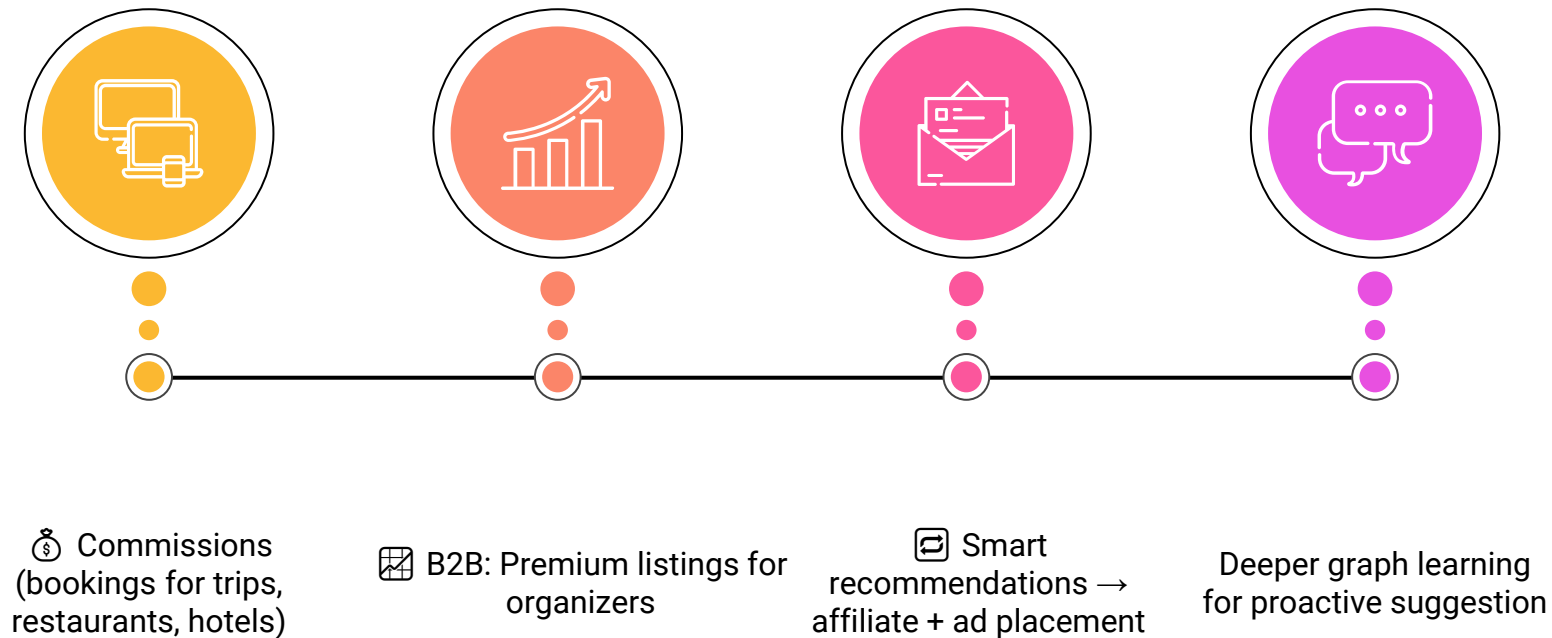 💰 Commissions
(bookings for trips,
restaurants, hotels)
📈 B2B: Premium listings for
organizers
🔁 Smart
recommendations →
affiliate + ad placement
Deeper graph learning
for proactive suggestion